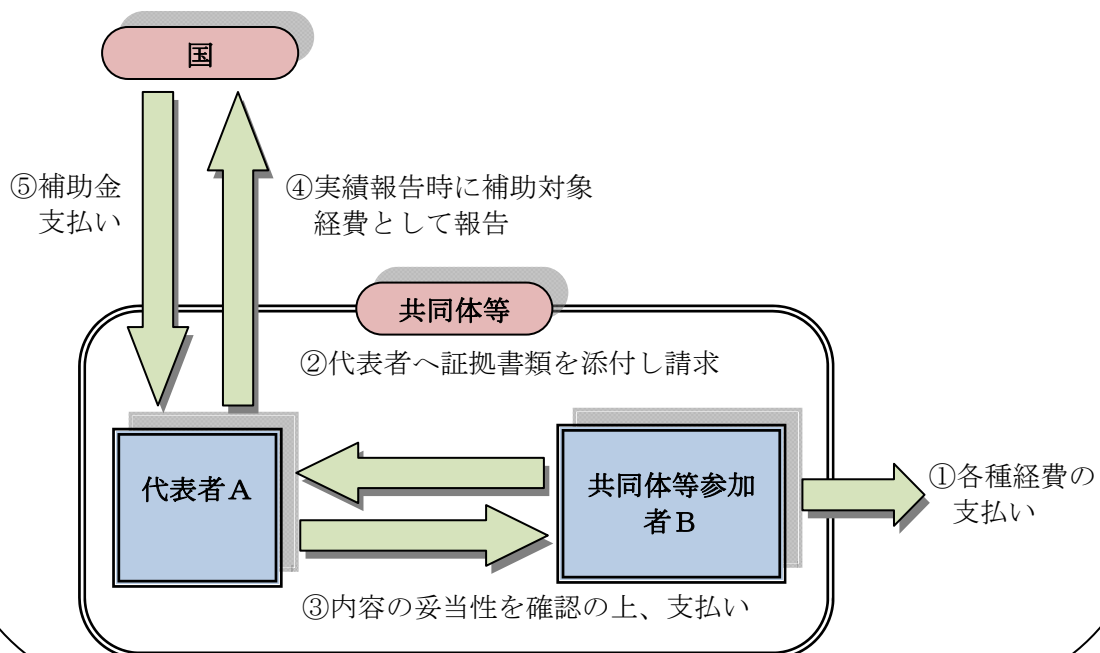 国
⑤補助金
支払い
④実績報告時に補助対象
経費として報告
共同体等
②代表者へ証拠書類を添付し請求
代表者A
共同体等参加
者B
①各種経費の
支払い
③内容の妥当性を確認の上、支払い